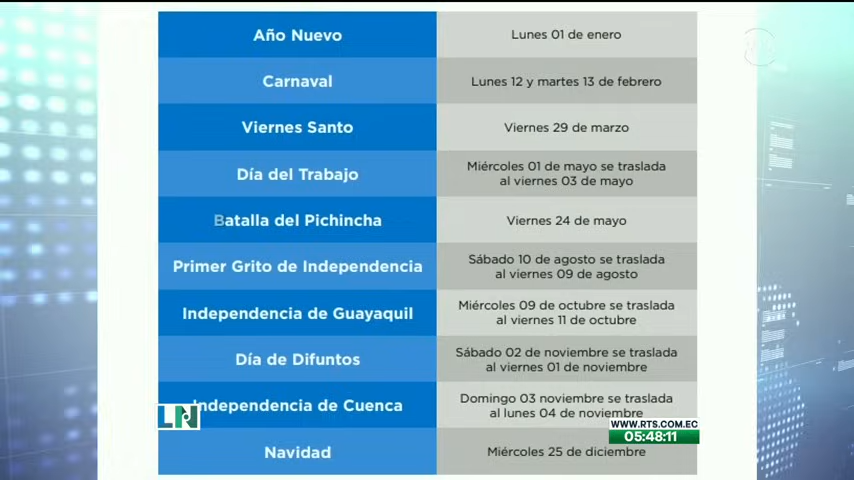 Año Nuevo
Lunes 01 de enero
Carnaval
Lunes 12 y martes 13 de febrero
Viernes Santo
Viernes 29 de marzo
Día del Trabajo
Miércoles 01 de mayo se traslada
al viernes 03 de mayo
Batalla del Pichincha
Viernes 24 de mayo
Primer Grito de Independencia
Sábado 10 de agosto se traslada
al viernes 09 de agosto
Independencia de Guayaquil
Miércoles 09 de octubre se traslada
al viernes 11 de octubre
Día de Difuntos
Sábado 02 de noviembre se traslada
al viernes 01 de noviembre
Independencia de Cuenca
Domingo 03 noviembre se traslada
al lunes 04 de noviembre
Navidad
Miércoles 25 de diciembre
LN
WWW.RTS.COM.EC
05:48:11